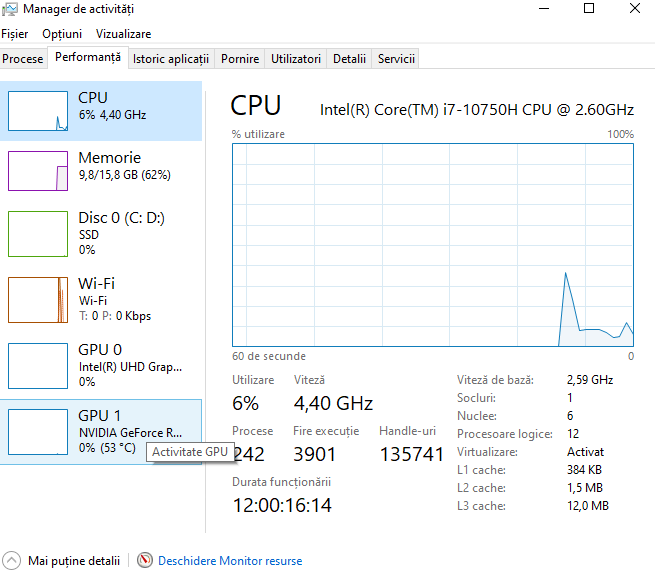 Manager de activități
Fișier Opțiuni Vizualizare
Procese Performanță Istoric aplicații Pornire Utilizatori Detalii Servicii
CPU
6% 4,40 GHz
Memorie
9,8/15,8 GB (62%)
Disc 0 (C: D:)
SSD
0%
Wi-Fi
Wi-Fi
T: 0 P: 0 Kbps
GPU 0
Intel(R) UHD Grap...
0%
GPU 1
NVIDIA GeForce R...
0% (53 °C)
Activitate GPU
CPU Intel(R) Core(TM) i7-10750H CPU @ 2.60GHz
% utilizare 100%
60 de secunde 0
Utilizare Viteză
6% 4,40 GHz
Procese Fire execuție Handle-uri
242 3901 135741
Durata funcționării
12:00:16:14
Viteză de bază: 2,59 GHz
Socluri: 1
Nuclee: 6
Procesoare logice: 12
Virtualizare: Activat
L1 cache: 384 KB
L2 cache: 1,5 MB
L3 cache: 12,0 MB
Mai puține detalii Deschidere Monitor resurse